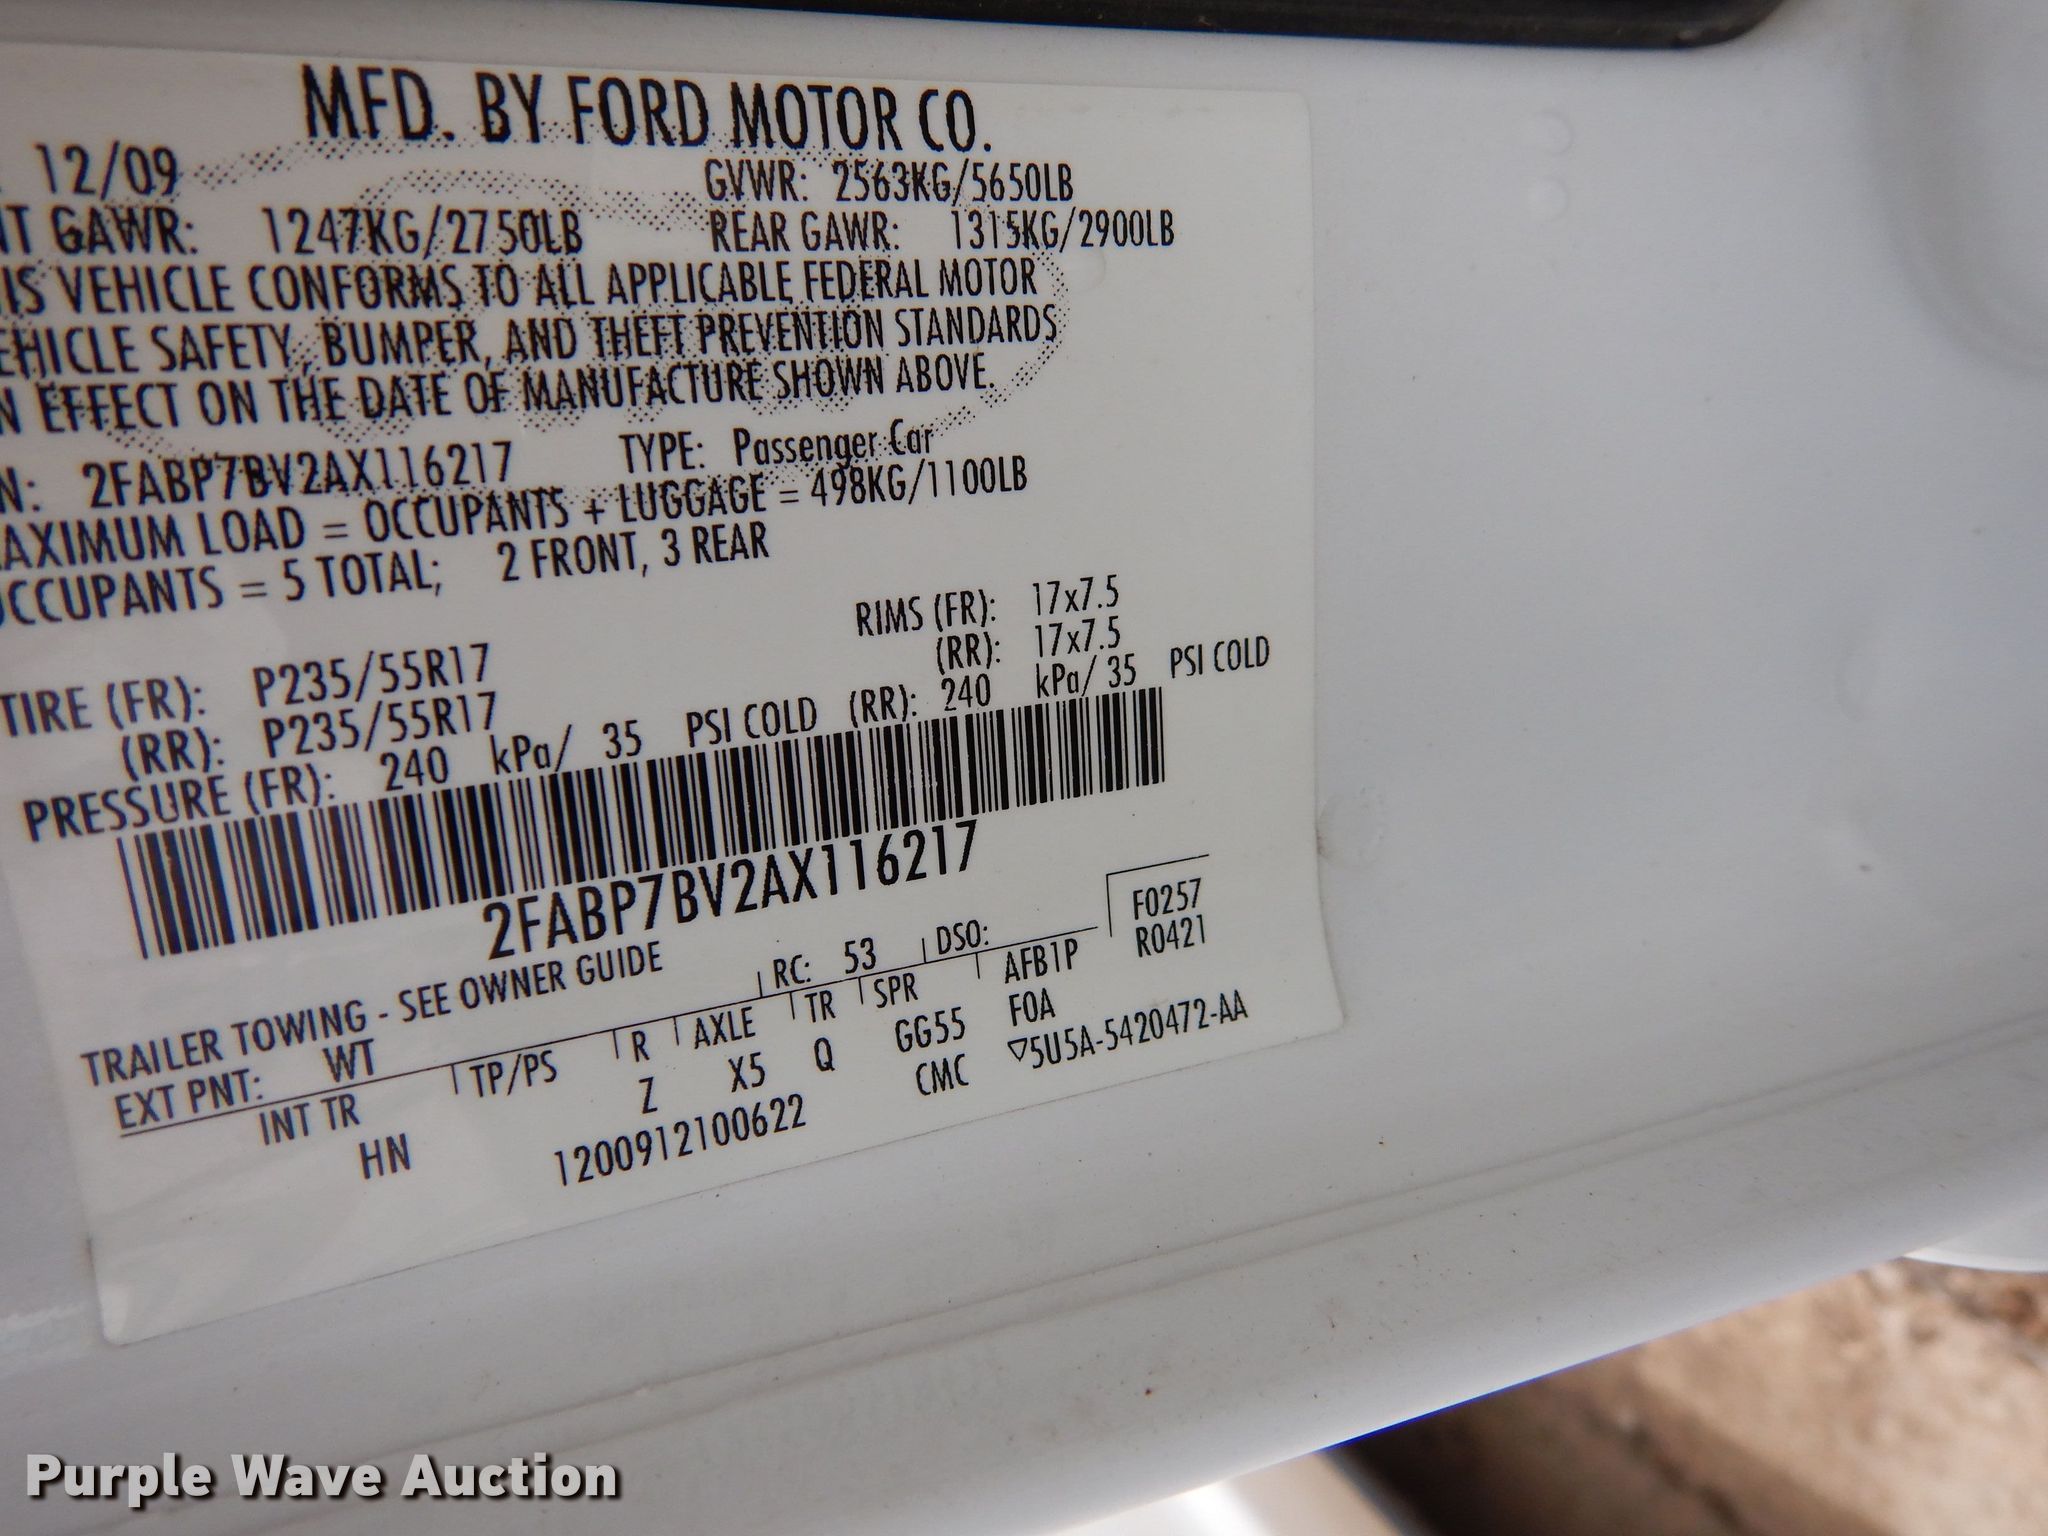 MFD. BY FORD MOTOR CO.
12/09 GVWR: 2563KG/5650LB
NT GAWR: 1247KG/2750LB REAR GAWR: 1315KG/2900LB
HIS VEHICLE CONFORMS TO ALL APPLICABLE FEDERAL MOTOR
EHICLE SAFETY, BUMPER, AND THEFT PREVENTION STANDARDS
N EFFECT ON THE DATE OF MANUFACTURE SHOWN ABOVE.
N: 2FABP7BV2AX116217 TYPE: Passenger Car
AXIMUM LOAD = OCCUPANTS + LUGGAGE = 498KG/1100LB
OCCUPANTS = 5 TOTAL; 2 FRONT, 3 REAR
TIRE (FR): P235/55R17 RIMS (FR): 17x7.5
(RR): P235/55R17 (RR): 17x7.5
PRESSURE (FR): 240 kPa/ 35 PSI COLD (RR): 240 kPa/ 35 PSI COLD
2FABP7BV2AX116217
TRAILER TOWING - SEE OWNER GUIDE
EXT PNT: WT RC: 53 DSO: F0257
R0421
INT TR TP/PS R AXLE TR SPR AFB1P
HN Z X5 Q GG55 FOA
1200912100622 CMC ▽5U5A-5420472-AA
Purple Wave Auction